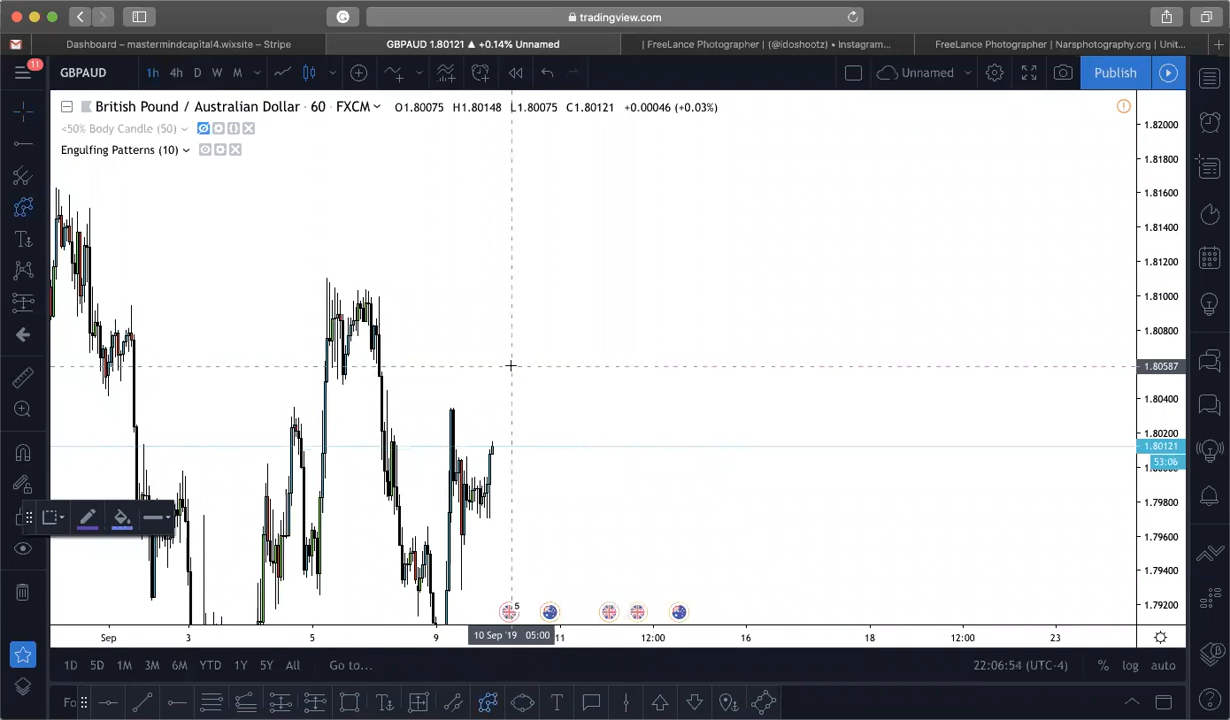 tradingview.com
Dashboard – mastermindcapital4.wixsite – Stripe
GBPAUD 1.80121 ▲ +0.14% Unnamed
| FreeLance Photographer | (@idoshootz) • Instagram...
FreeLance Photographer | Narsphotography.org | Unit...
11
GBPAUD
1h 4h D W M
Unnamed
Publish
British Pound / Australian Dollar · 60 · FXCM
O1.80075 H1.80148 L1.80075 C1.80121 +0.00046 (+0.03%)
<50% Body Candle (50)
Engulfing Patterns (10)
1.82000
1.81800
1.81600
1.81400
1.81200
1.81000
1.80800
1.80587
1.80400
1.80200
1.80121
53:06
1.80000
1.79800
1.79600
1.79400
1.79200
5
Sep 3 5 9 10 Sep '19 05:00 11 12:00 16 18 12:00 23
1D 5D 1M 3M 6M YTD 1Y 5Y All Go to...
22:06:54 (UTC-4) % log auto
Fo